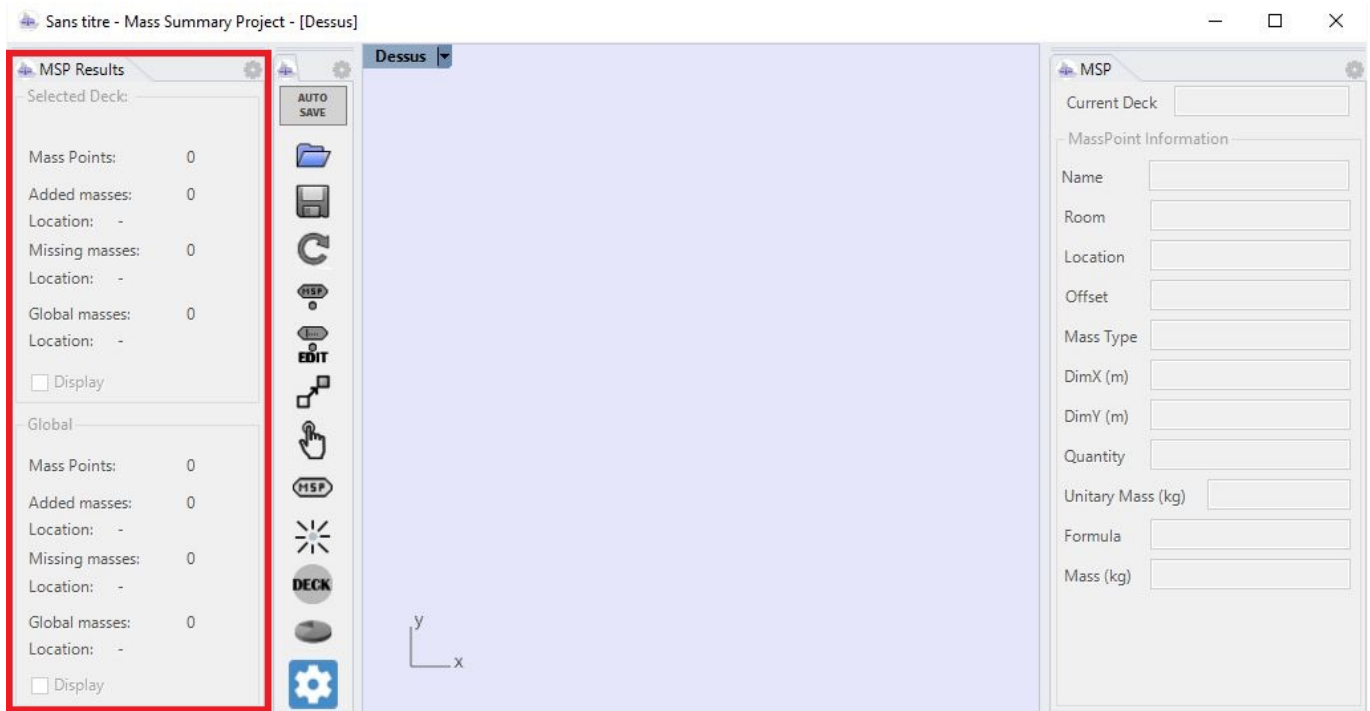 Sans titre - Mass Summary Project - [Dessus]
MSP Results
Selected Deck:
Mass Points: 0
Added masses: 0
Location: -
Missing masses: 0
Location: -
Global masses: 0
Location: -
Display
Global
Mass Points: 0
Added masses: 0
Location: -
Missing masses: 0
Location: -
Global masses: 0
Location: -
Display
AUTO
SAVE
MSP
EDIT
MSP
DECK
Dessus
y
x
MSP
Current Deck
MassPoint Information
Name
Room
Location
Offset
Mass Type
DimX (m)
DimY (m)
Quantity
Unitary Mass (kg)
Formula
Mass (kg)